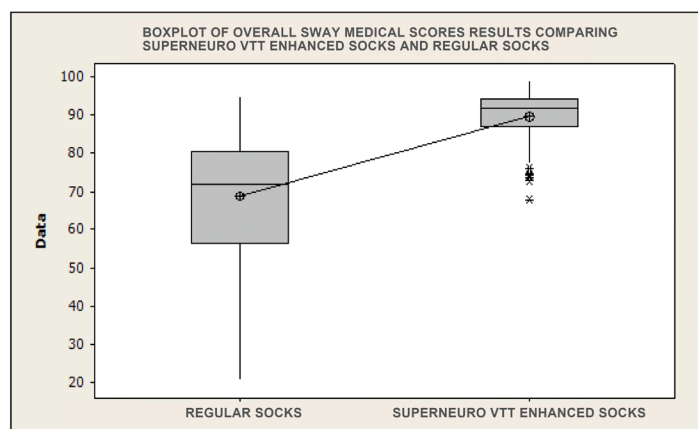 BOXPLOT OF OVERALL SWAY MEDICAL SCORES RESULTS COMPARING
SUPERNEURO VTT ENHANCED SOCKS AND REGULAR SOCKS
100
90
80
70
60
50
40
30
20
Data
REGULAR SOCKS
SUPERNEURO VTT ENHANCED SOCKS